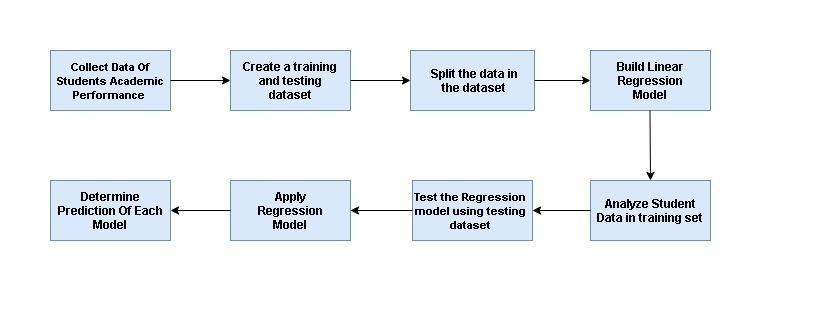 Collect Data Of
Students Academic
Performance
Create a training
and testing
dataset
Split the data in
the dataset
Build Linear
Regression
Model
Analyze Student
Data in training set
Test the Regression
model using testing
dataset
Apply
Regression
Model
Determine
Prediction Of Each
Model